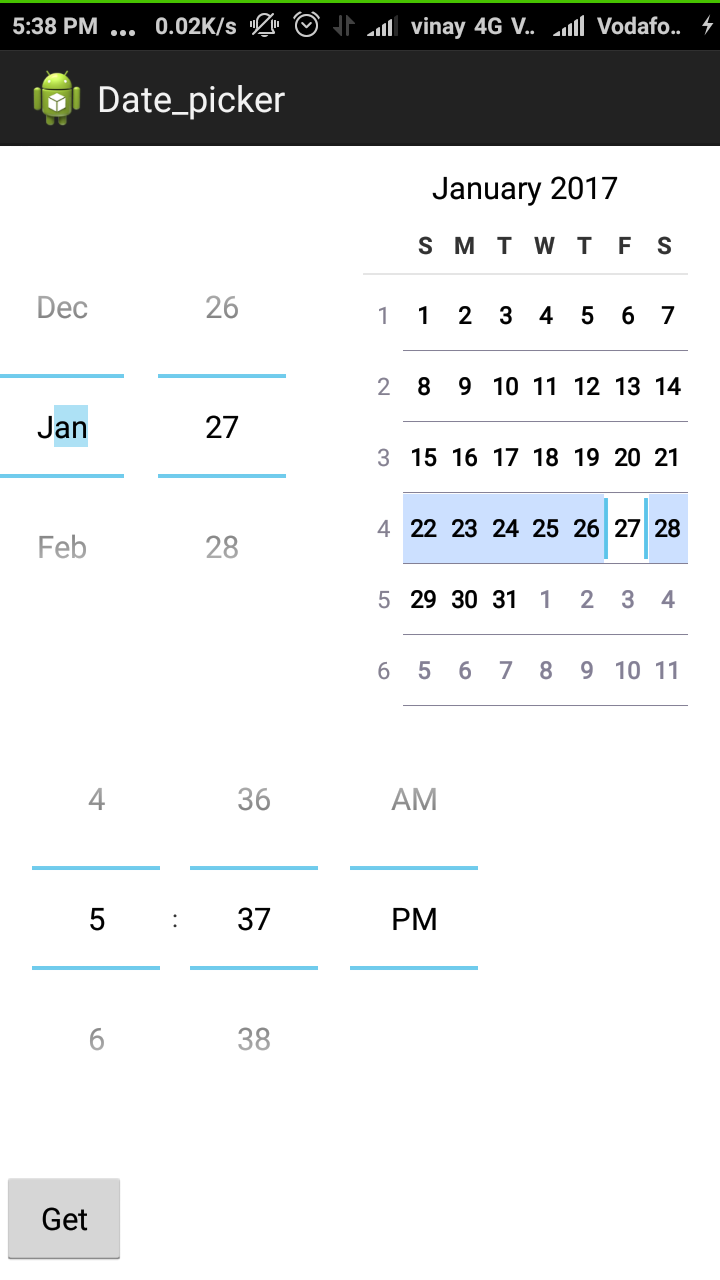 5:38 PM ... 0.02K/s vinay 4G V.. Vodafo..
Date_picker
January 2017
S M T W T F S
Dec 26
1 1 2 3 4 5 6 7
2 8 9 10 11 12 13 14
Jan 27
3 15 16 17 18 19 20 21
4 22 23 24 25 26 27 28
Feb 28
5 29 30 31 1 2 3 4
6 5 6 7 8 9 10 11
4 36 AM
5 : 37 PM
6 38
Get